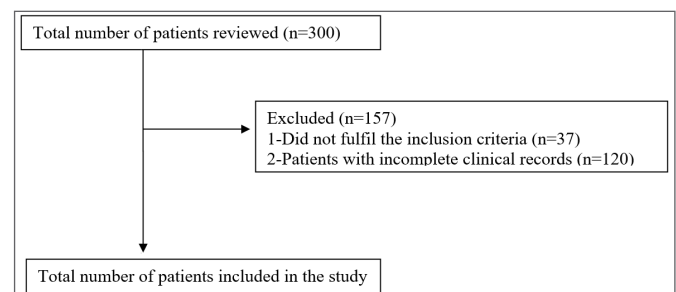 Total number of patients reviewed (n=300)
Excluded (n=157)
1-Did not fulfil the inclusion criteria (n=37)
2-Patients with incomplete clinical records (n=120)
Total number of patients included in the study